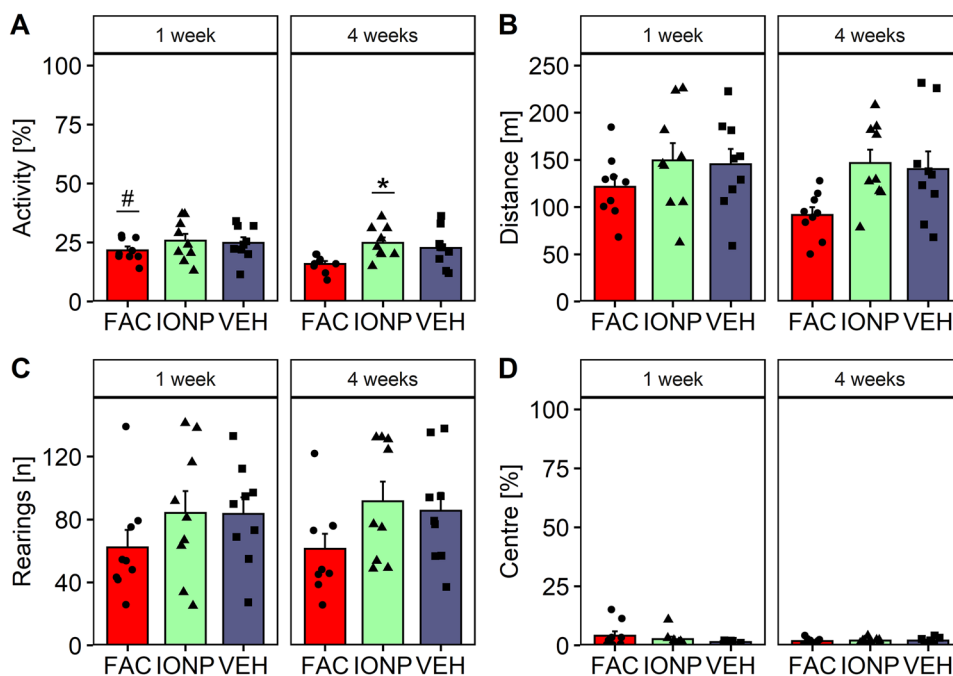 A
1 week
4 weeks
Activity [%]
100
75
50
25
0
#
*
FAC IONP VEH
FAC IONP VEH
B
1 week
4 weeks
Distance [m]
250
200
150
100
50
0
FAC IONP VEH
FAC IONP VEH
C
1 week
4 weeks
Rearings [n]
120
80
40
0
FAC IONP VEH
FAC IONP VEH
D
1 week
4 weeks
Centre [%]
100
75
50
25
0
FAC IONP VEH
FAC IONP VEH